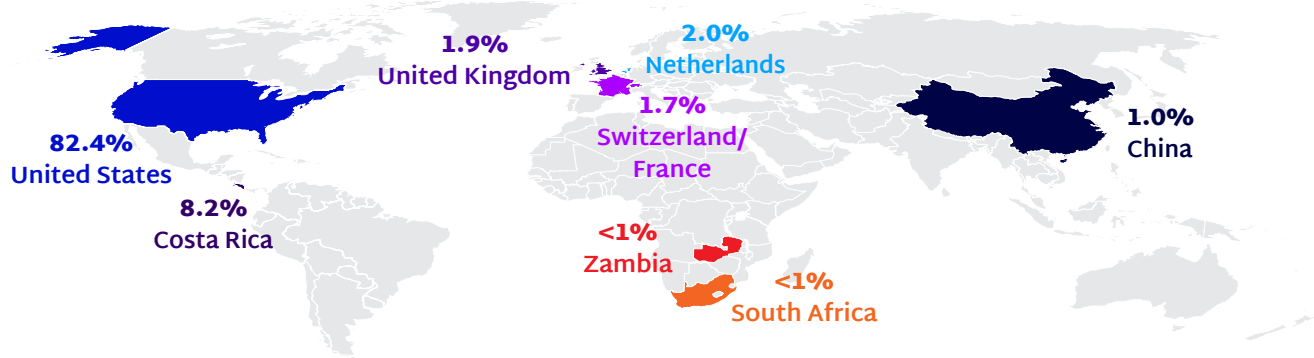 1.9%
United Kingdom
2.0%
Netherlands
1.7%
Switzerland/
France
82.4%
United States
8.2%
Costa Rica
1.0%
China
<1%
Zambia
<1%
South Africa